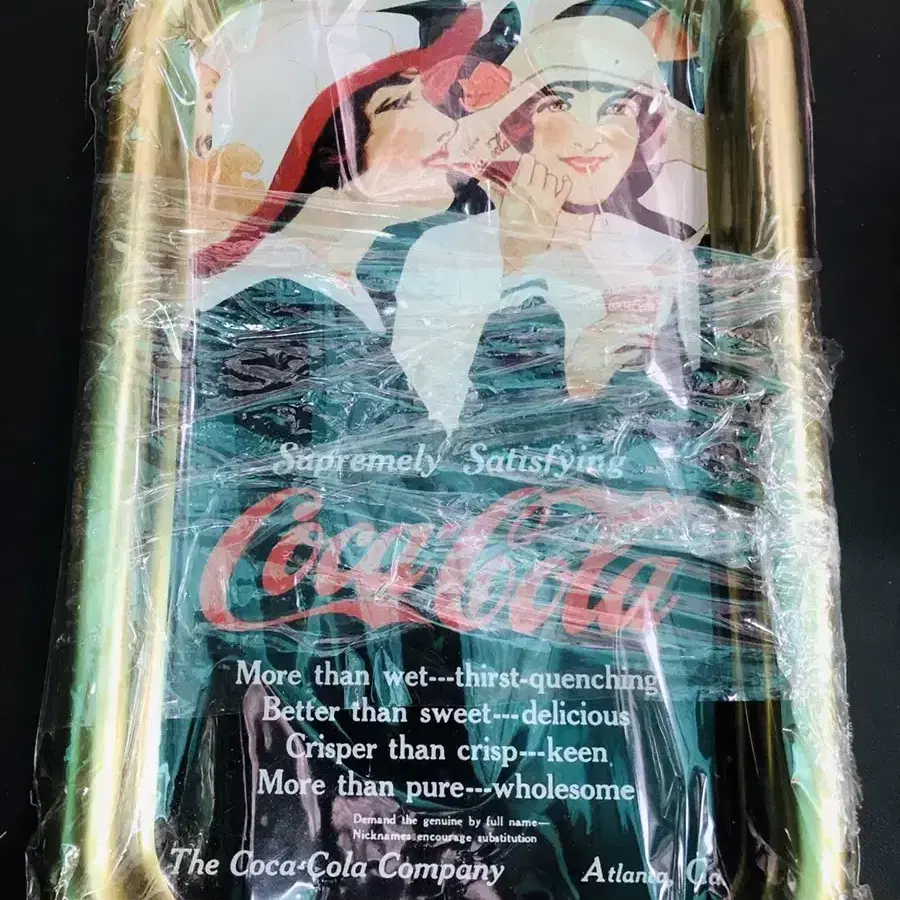 Supremely Satisfying
Coca-Cola
More than wet---thirst-quenching
Better than sweet---delicious
Crisper than crisp---keen
More than pure---wholesome
Demand the genuine by full name—
Nicknames encourage substitution
The Coca-Cola Company Atlanta, Ga